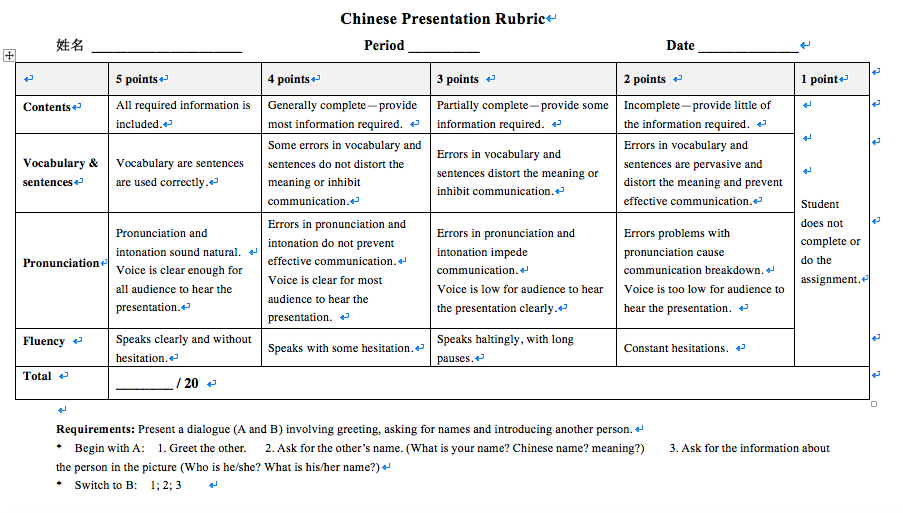 Chinese Presentation Rubric
姓名 ____________________ Period __________ Date ______________
5 points 4 points 3 points 2 points 1 point
Contents
All required information is
included.
Generally complete—provide
most information required.
Partially complete—provide some
information required.
Incomplete—provide little of
the information required.
Student
does not
complete or
do the
assignment.
Vocabulary &
sentences
Vocabulary are sentences
are used correctly.
Some errors in vocabulary and
sentences do not distort the
meaning or inhibit
communication.
Errors in vocabulary and
sentences distort the meaning or
inhibit communication.
Errors in vocabulary and
sentences are pervasive and
distort the meaning and prevent
effective communication.
Pronunciation
Pronunciation and
intonation sound natural.
Voice is clear enough for
all audience to hear the
presentation.
Errors in pronunciation and
intonation do not prevent
effective communication.
Voice is clear for most
audience to hear the
presentation.
Errors in pronunciation and
intonation impede
communication.
Voice is low for audience to hear
the presentation clearly.
Errors problems with
pronunciation cause
communication breakdown.
Voice is too low for audience to
hear the presentation.
Fluency
Speaks clearly and without
hesitation.
Speaks with some hesitation.
Speaks haltingly, with long
pauses.
Constant hesitations.
Total
________ / 20
Requirements: Present a dialogue (A and B) involving greeting, asking for names and introducing another person.
* Begin with A: 1. Greet the other. 2. Ask for the other's name. (What is your name? Chinese name? meaning?) 3. Ask for the information about
the person in the picture (Who is he/she? What is his/her name?)
* Switch to B: 1; 2; 3